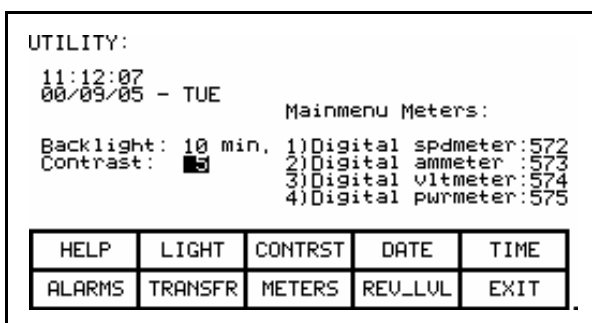 UTILITY:
11:12:07
00/09/05 - TUE
Mainmenu Meters:
Backlight: 10 min, 1)Digital spdmeter:572
Contrast: 5 2)Digital ammeter :573
3)Digital vltmeter:574
4)Digital pwrmeter:575
HELP LIGHT CONTRST DATE TIME
ALARMS TRANSFR METERS REV_LVL EXIT